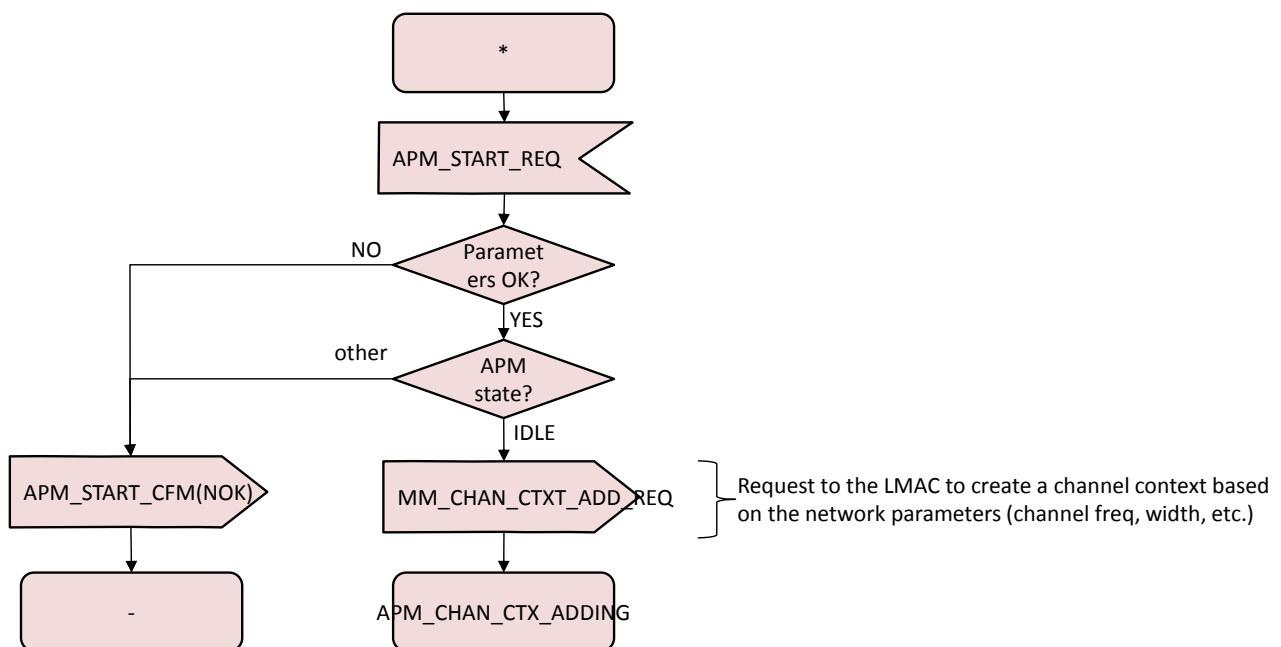 *
APM_START_REQ
NO
Paramet
ers OK?
YES
other
APM
state?
IDLE
APM_START_CFM(NOK)
MM_CHAN_CTXT_ADD_REQ
Request to the LMAC to create a channel context based
on the network parameters (channel freq, width, etc.)
-
APM_CHAN_CTX_ADDING